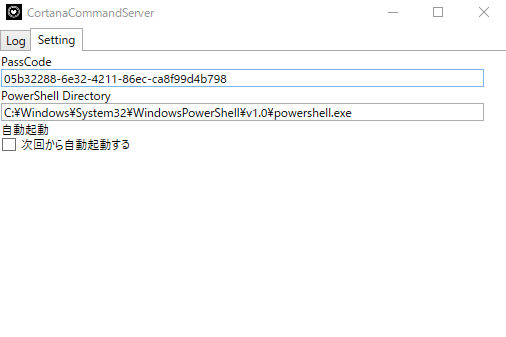 CortanaCommandServer
Log Setting
PassCode
05b32288-6e32-4211-86ec-ca8f99d4b798
PowerShell Directory
C:¥Windows¥System32¥WindowsPowerShell¥v1.0¥powershell.exe
自動起動
次回から自動起動する